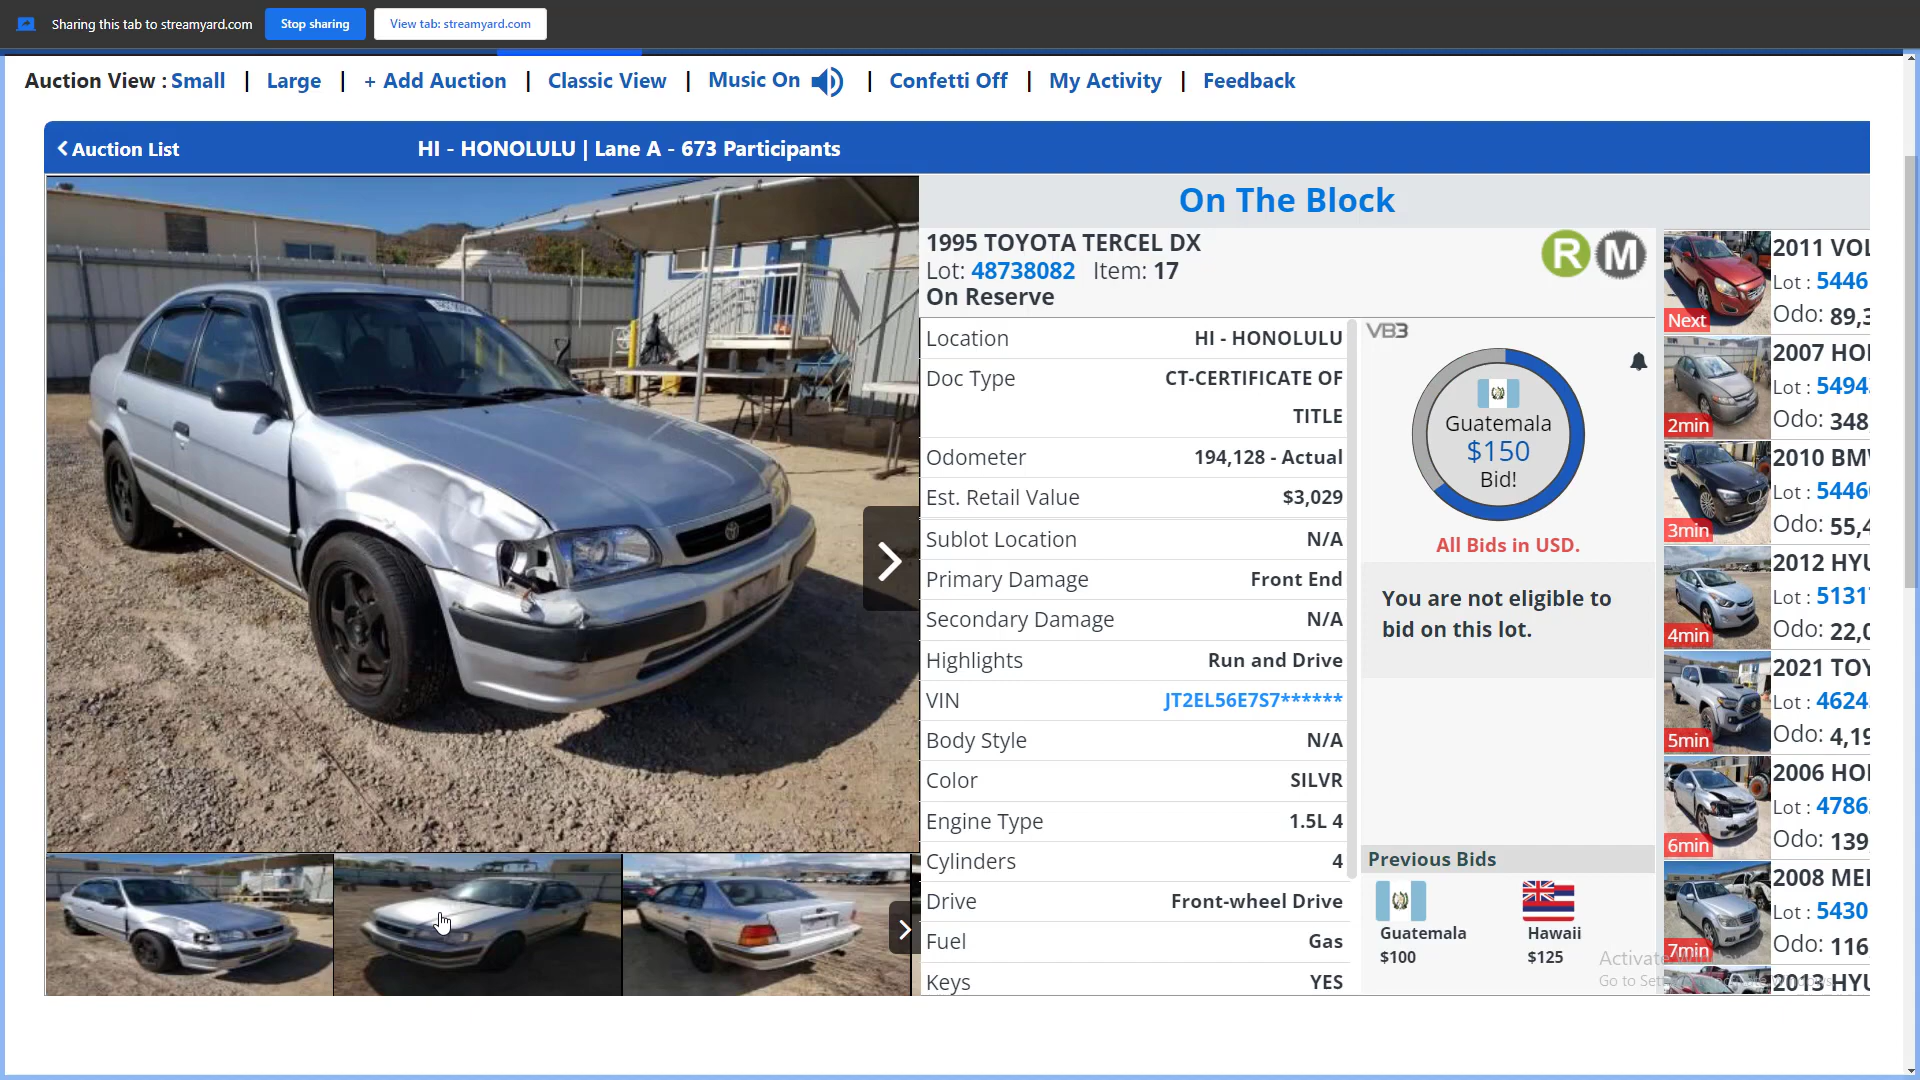 Sharing this tab to streamyard.com
Stop sharing
View tab: streamyard.com
Auction View : Small | Large | + Add Auction | Classic View | Music On | Confetti Off | My Activity | Feedback
Auction List
HI - HONOLULU | Lane A - 673 Participants
On The Block
1995 TOYOTA TERCEL DX
Lot: 48738082 Item: 17
On Reserve
R M
Location HI - HONOLULU
Doc Type CT-CERTIFICATE OF
TITLE
Odometer 194,128 - Actual
Est. Retail Value $3,029
Sublot Location N/A
Primary Damage Front End
Secondary Damage N/A
Highlights Run and Drive
VIN JT2EL56E7S7******
Body Style N/A
Color SILVR
Engine Type 1.5L 4
Cylinders 4
Drive Front-wheel Drive
Fuel Gas
Keys YES
VB3
Guatemala
$150
Bid!
All Bids in USD.
You are not eligible to
bid on this lot.
Previous Bids
Guatemala
$100
Hawaii
$125
2011 VOL
Lot : 5446
Odo: 89,3
Next
2007 HO
Lot : 5494
Odo: 348
2min
2010 BM
Lot : 5446
Odo: 55,4
3min
2012 HYU
Lot : 5131
Odo: 22,0
4min
2021 TOY
Lot : 4624
Odo: 4,19
5min
2006 HO
Lot : 4786
Odo: 139
6min
2008 MEI
Lot : 5430
Odo: 116
7min
2013 HYU
Activate
Go to Sett